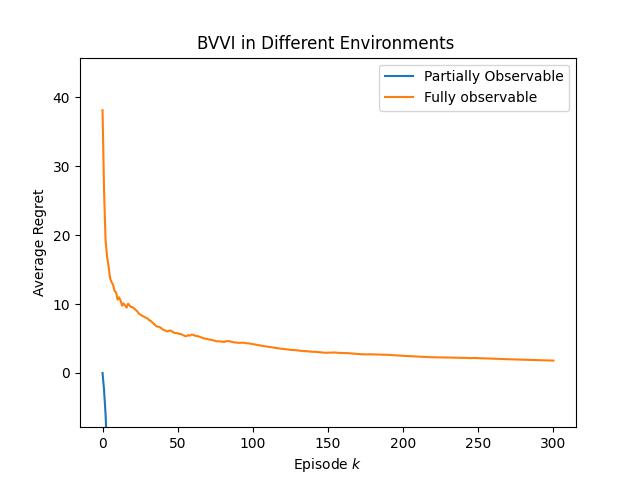 BVVI in Different Environments
Partially Observable
Fully observable
Average Regret
40
30
20
10
0
0 50 100 150 200 250 300
Episode k